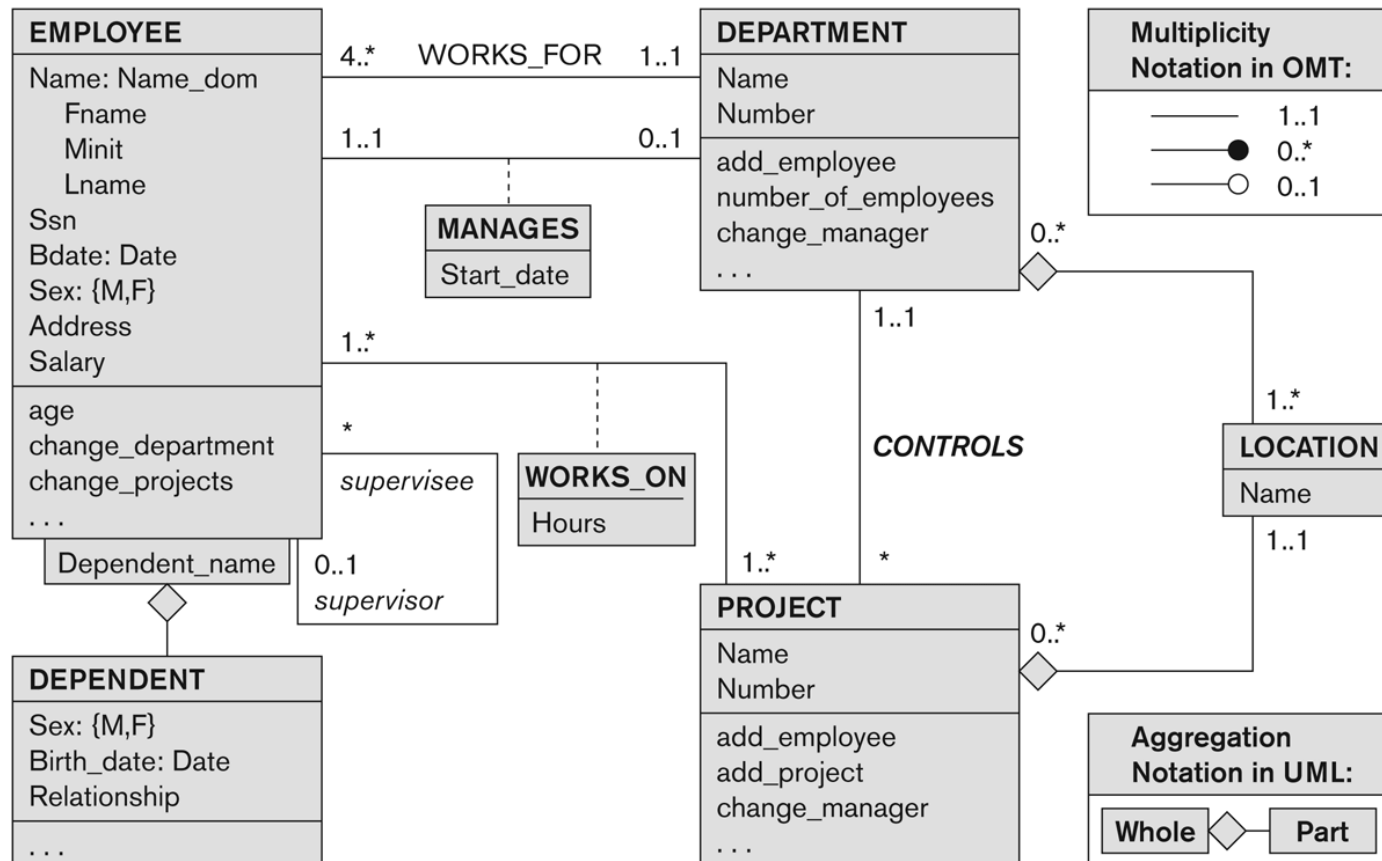 EMPLOYEE
Name: Name_dom
Fname
Minit
Lname
Ssn
Bdate: Date
Sex: {M,F}
Address
Salary
age
change_department
change_projects
. . .
Dependent_name
4..*
WORKS_FOR
1..1
1..1
0..1
MANAGES
Start_date
1..*
*
supervisee
0..1
supervisor
WORKS_ON
Hours
1..*
DEPARTMENT
Name
Number
add_employee
number_of_employees
change_manager
. . .
0..*
1..1
CONTROLS
*
1..*
LOCATION
Name
1..1
PROJECT
Name
Number
add_employee
add_project
change_manager
. . .
0..*
DEPENDENT
Sex: {M,F}
Birth_date: Date
Relationship
. . .
Multiplicity
Notation in OMT:
1..1
0..*
0..1
Aggregation
Notation in UML:
Whole
Part